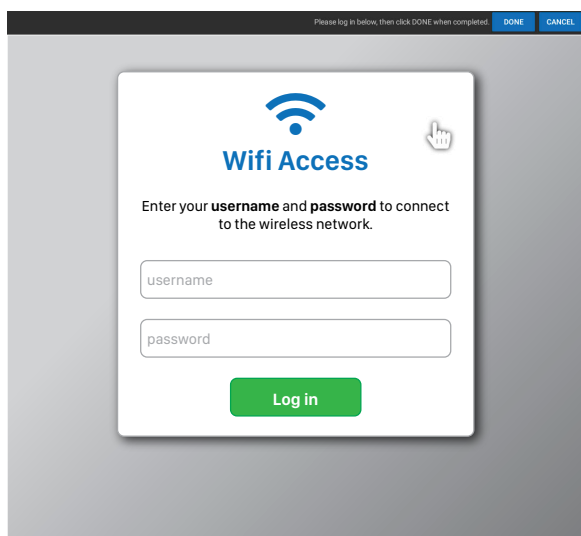 Please log in below, then click DONE when completed. DONE CANCEL
Wifi Access
Enter your username and password to connect
to the wireless network.
username
password
Log in